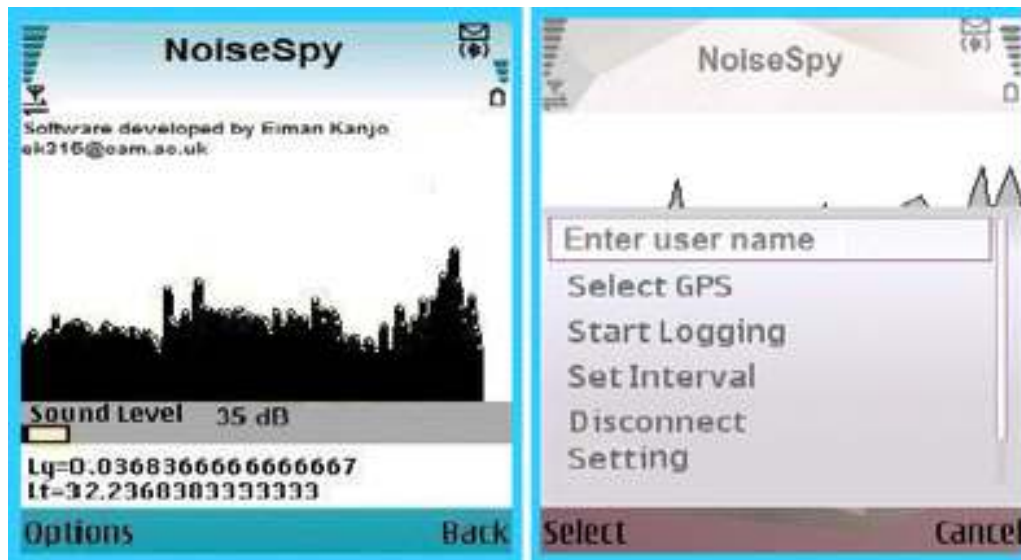 NoiseSpy
Software developed by Eiman Kanjo
ek315@cam.ac.uk
Sound Level 35 dB
Lg=0.0368366666666667
Lt=32.2368383333333
Options Back
NoiseSpy
Enter user name
Select GPS
Start Logging
Set Interval
Disconnect
Setting
Select Cancel